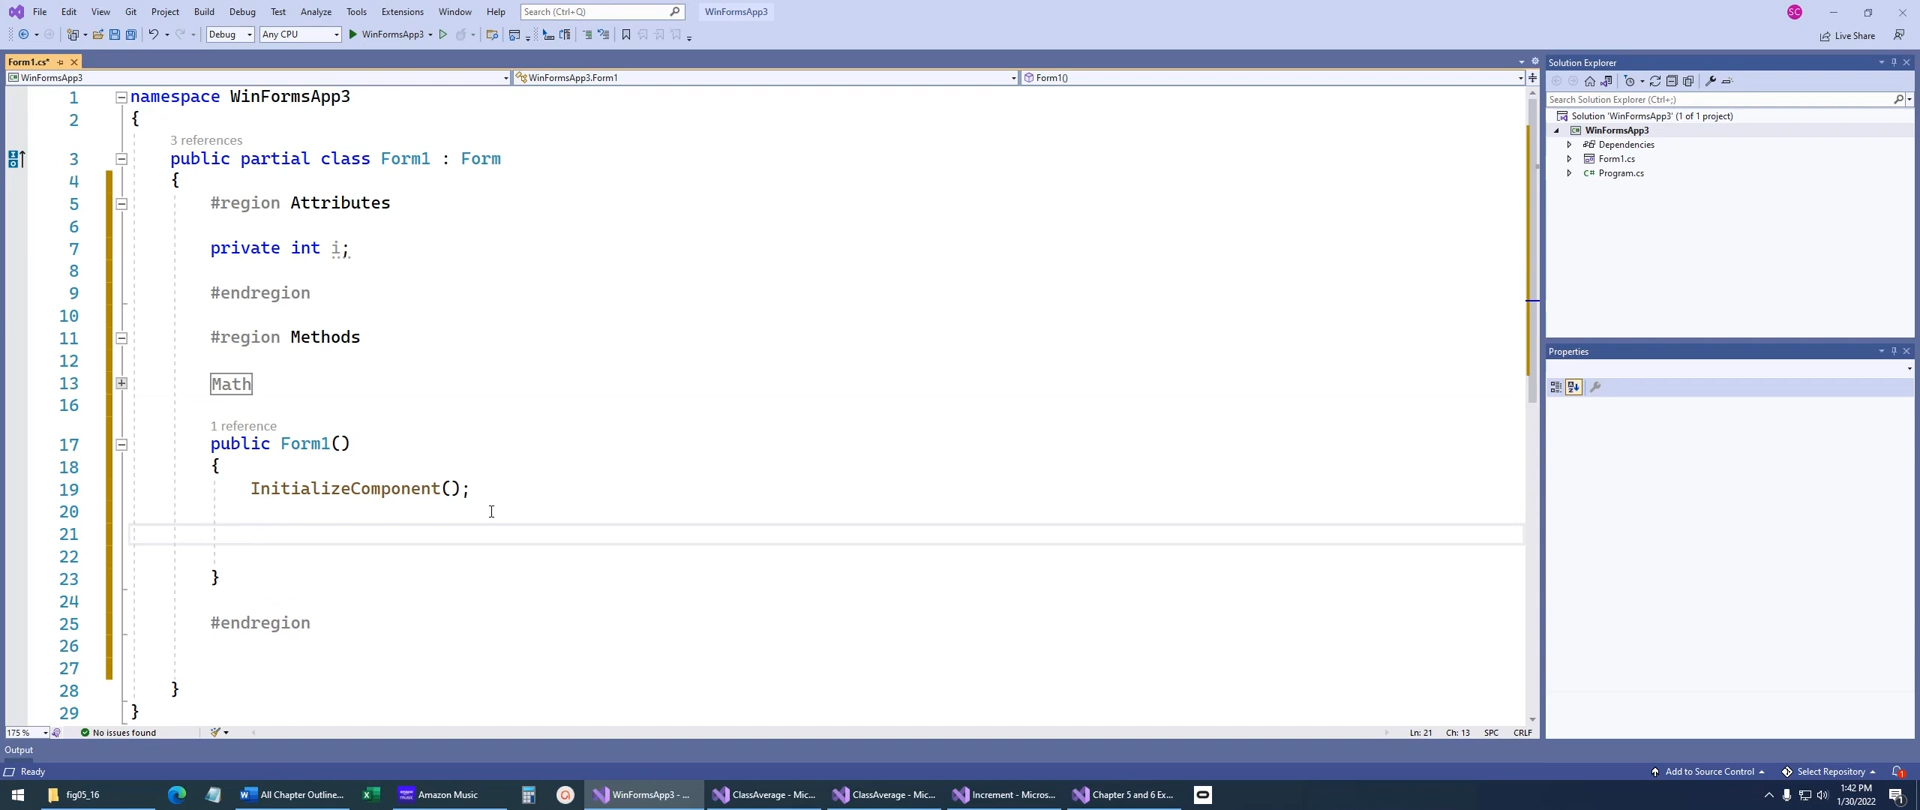 File Edit View Git Project Build Debug Test Analyze Tools Extensions Window Help Search (Ctrl+Q) WinFormsApp3 SC
Debug Any CPU WinFormsApp3 Live Share
Form1.cs*
WinFormsApp3 WinFormsApp3.Form1 Form1()
1 namespace WinFormsApp3
2 {
3 references
3 public partial class Form1 : Form
4 {
5 #region Attributes
6
7 private int i;
8
9 #endregion
10
11 #region Methods
12
13 Math
16
1 reference
17 public Form1()
18 {
19 InitializeComponent();
20
21
22
23 }
24
25 #endregion
26
27
28 }
29 }
175 % No issues found Ln: 21 Ch: 13 SPC CRLF
Output
Ready Add to Source Control Select Repository 1
Solution Explorer
Search Solution Explorer (Ctrl+;)
Solution 'WinFormsApp3' (1 of 1 project)
WinFormsApp3
Dependencies
Form1.cs
C# Program.cs
Properties
fig05_16 All Chapter Outline... Amazon Music WinFormsApp3 - ... ClassAverage - Mic... ClassAverage - Mic... Increment - Micros... Chapter 5 and 6 Ex... 1:42 PM
1/30/2022